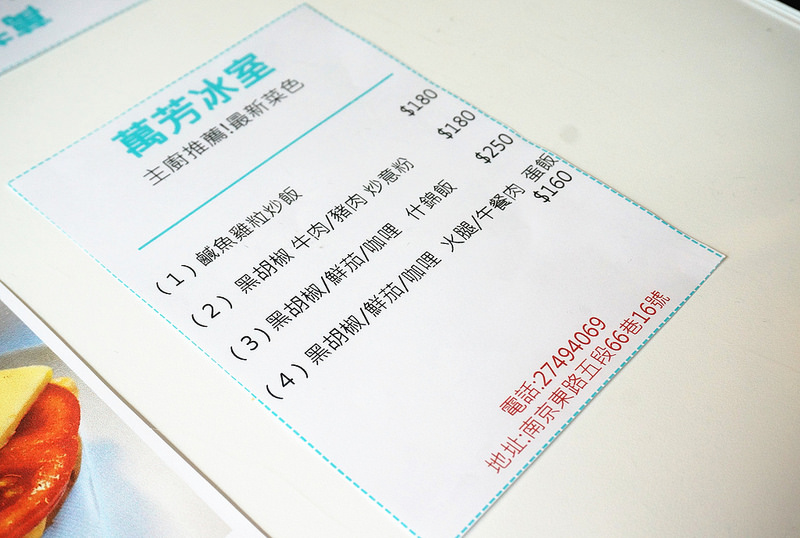 萬芳冰室
主廚推薦!最新菜色
(1) 鹹魚雞粒炒飯 $180
(2) 黑胡椒 牛肉/豬肉 炒意粉 $180
(3) 黑胡椒/鮮茄/咖哩 什錦飯 $250
(4) 黑胡椒/鮮茄/咖哩 火腿/午餐肉 蛋飯 $160
電話:27494069
地址:南京東路五段66巷16號